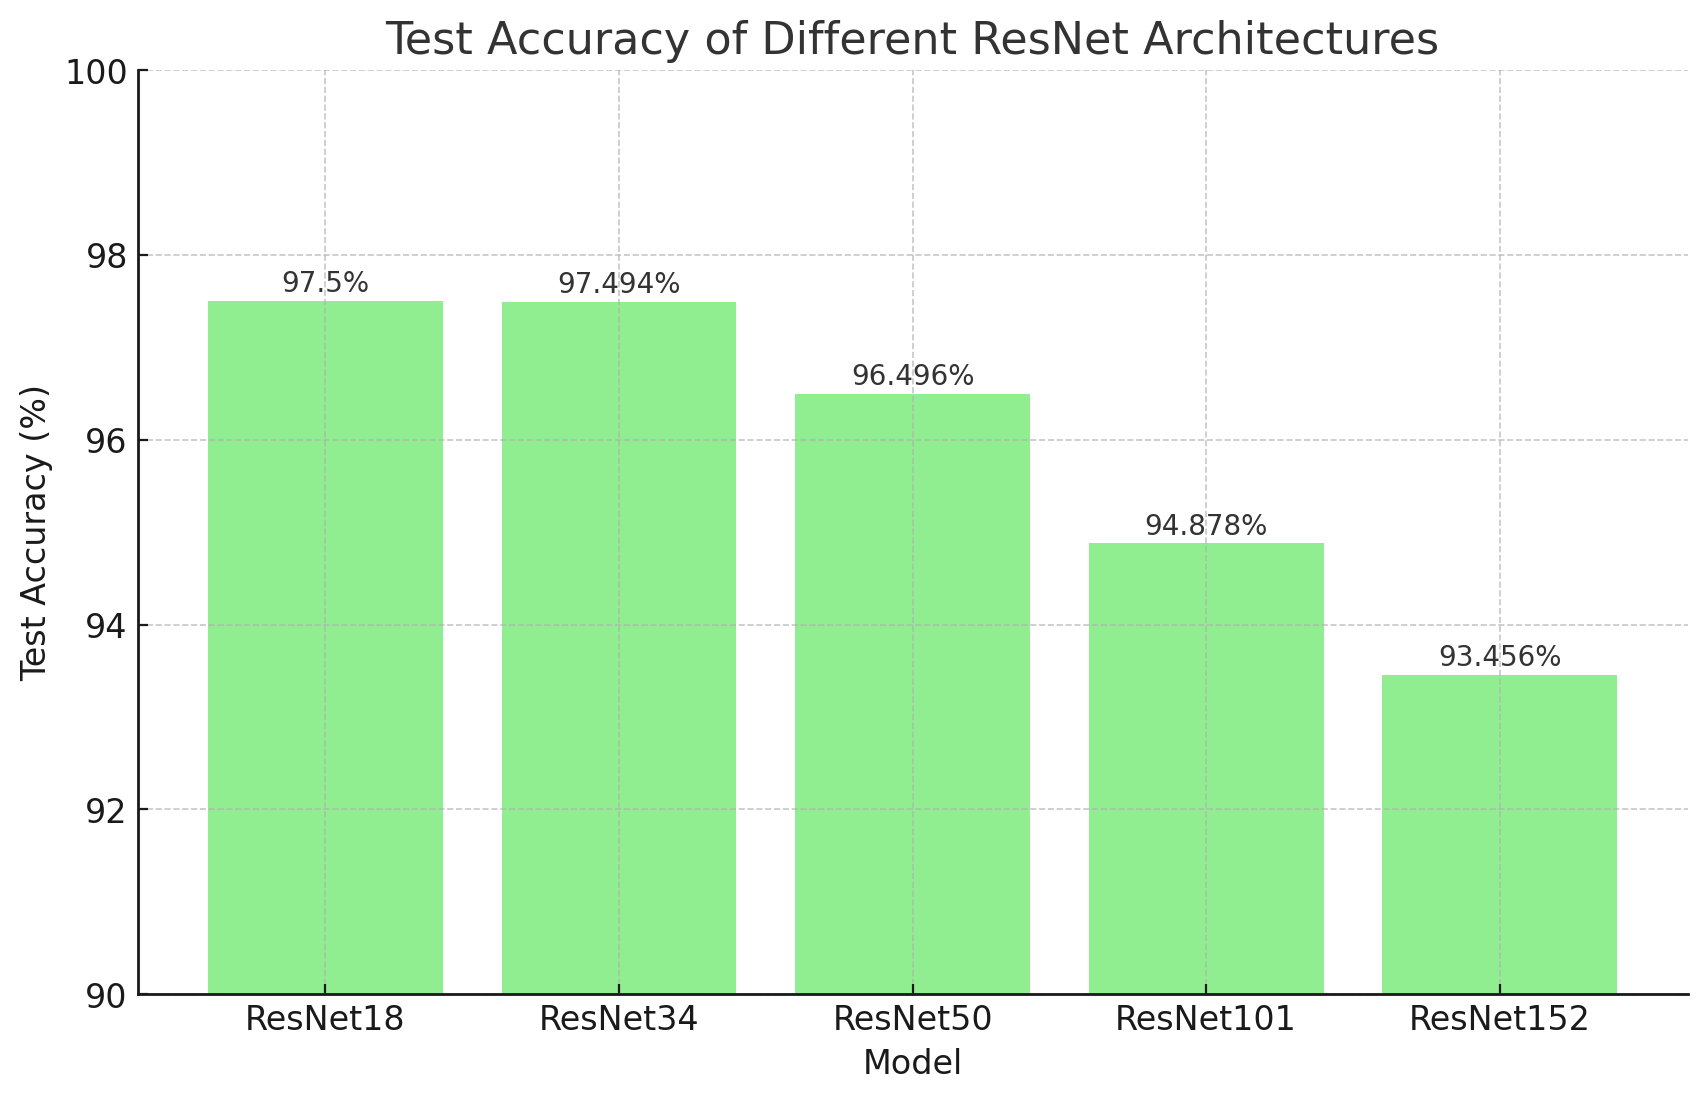 Test Accuracy of Different ResNet Architectures
100
98
96
94
92
90
Test Accuracy (%)
97.5%
97.494%
96.496%
94.878%
93.456%
ResNet18
ResNet34
ResNet50
ResNet101
ResNet152
Model